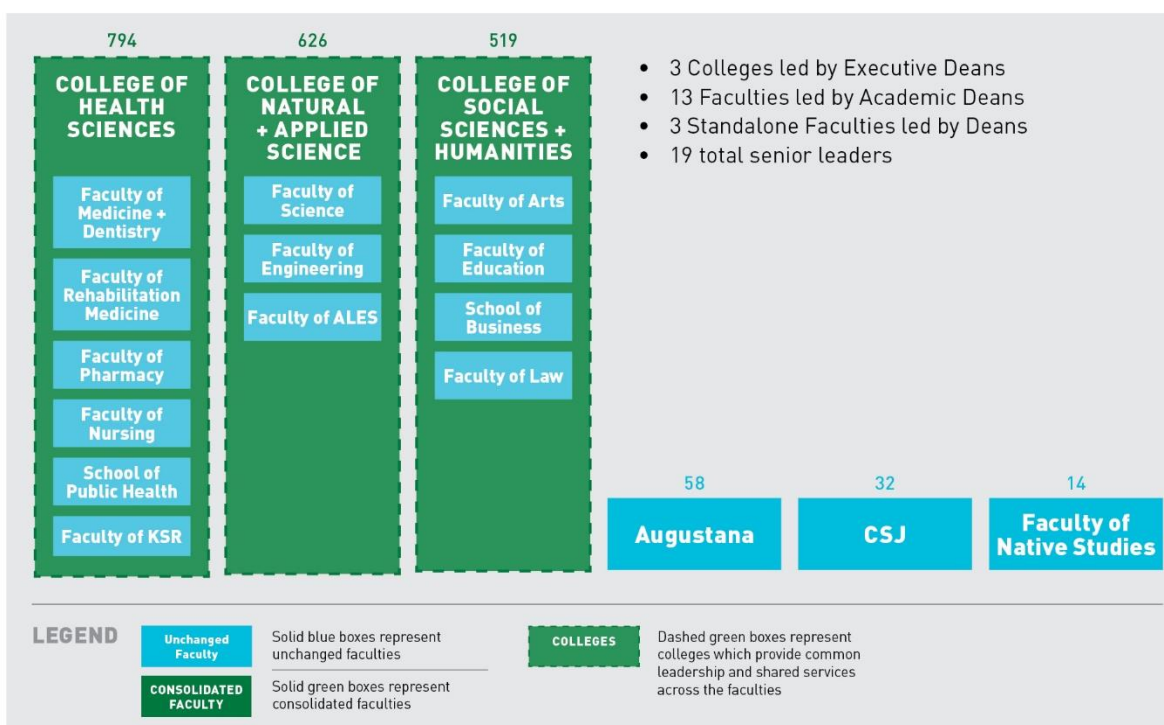 794
COLLEGE OF
HEALTH
SCIENCES
Faculty of
Medicine +
Dentistry
Faculty of
Rehabilitation
Medicine
Faculty of
Pharmacy
Faculty of
Nursing
School of
Public Health
Faculty of KSR
626
COLLEGE OF
NATURAL
+ APPLIED
SCIENCE
Faculty of
Science
Faculty of
Engineering
Faculty of ALES
519
COLLEGE OF
SOCIAL
SCIENCES +
HUMANITIES
Faculty of Arts
Faculty of
Education
School of
Business
Faculty of Law
• 3 Colleges led by Executive Deans
• 13 Faculties led by Academic Deans
• 3 Standalone Faculties led by Deans
• 19 total senior leaders
58
Augustana
32
CSJ
14
Faculty of
Native Studies
LEGEND
Unchanged
Faculty
Solid blue boxes represent
unchanged faculties
CONSOLIDATED
FACULTY
Solid green boxes represent
consolidated faculties
COLLEGES
Dashed green boxes represent
colleges which provide common
leadership and shared services
across the faculties